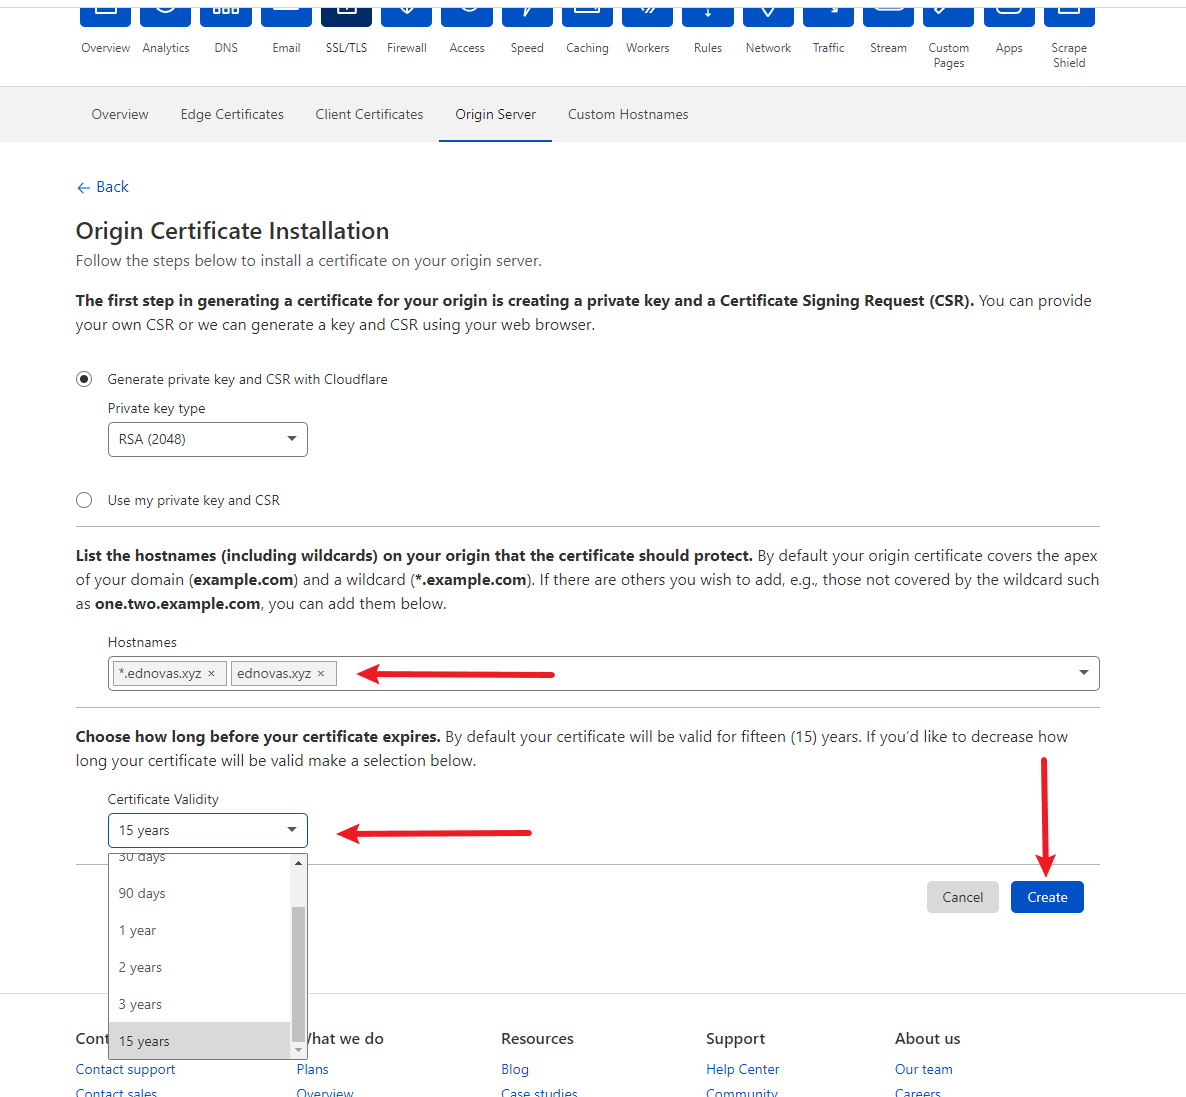 Overview Analytics DNS Email SSL/TLS Firewall Access Speed Caching Workers Rules Network Traffic Stream Custom Pages Apps Scrape Shield
Overview Edge Certificates Client Certificates Origin Server Custom Hostnames
← Back
Origin Certificate Installation
Follow the steps below to install a certificate on your origin server.
The first step in generating a certificate for your origin is creating a private key and a Certificate Signing Request (CSR). You can provide
your own CSR or we can generate a key and CSR using your web browser.
Generate private key and CSR with Cloudflare
Private key type
RSA (2048)
Use my private key and CSR
List the hostnames (including wildcards) on your origin that the certificate should protect. By default your origin certificate covers the apex
of your domain (example.com) and a wildcard (*.example.com). If there are others you wish to add, e.g., those not covered by the wildcard such
as one.two.example.com, you can add them below.
Hostnames
*.ednovas.xyz × ednovas.xyz ×
Choose how long before your certificate expires. By default your certificate will be valid for fifteen (15) years. If you'd like to decrease how
long your certificate will be valid make a selection below.
Certificate Validity
15 years
30 days
90 days
1 year
2 years
3 years
15 years
Cancel Create
What we do Resources Support About us
Contact support Plans Blog Help Center Our team
Contact sales Overview Case studies Community Careers